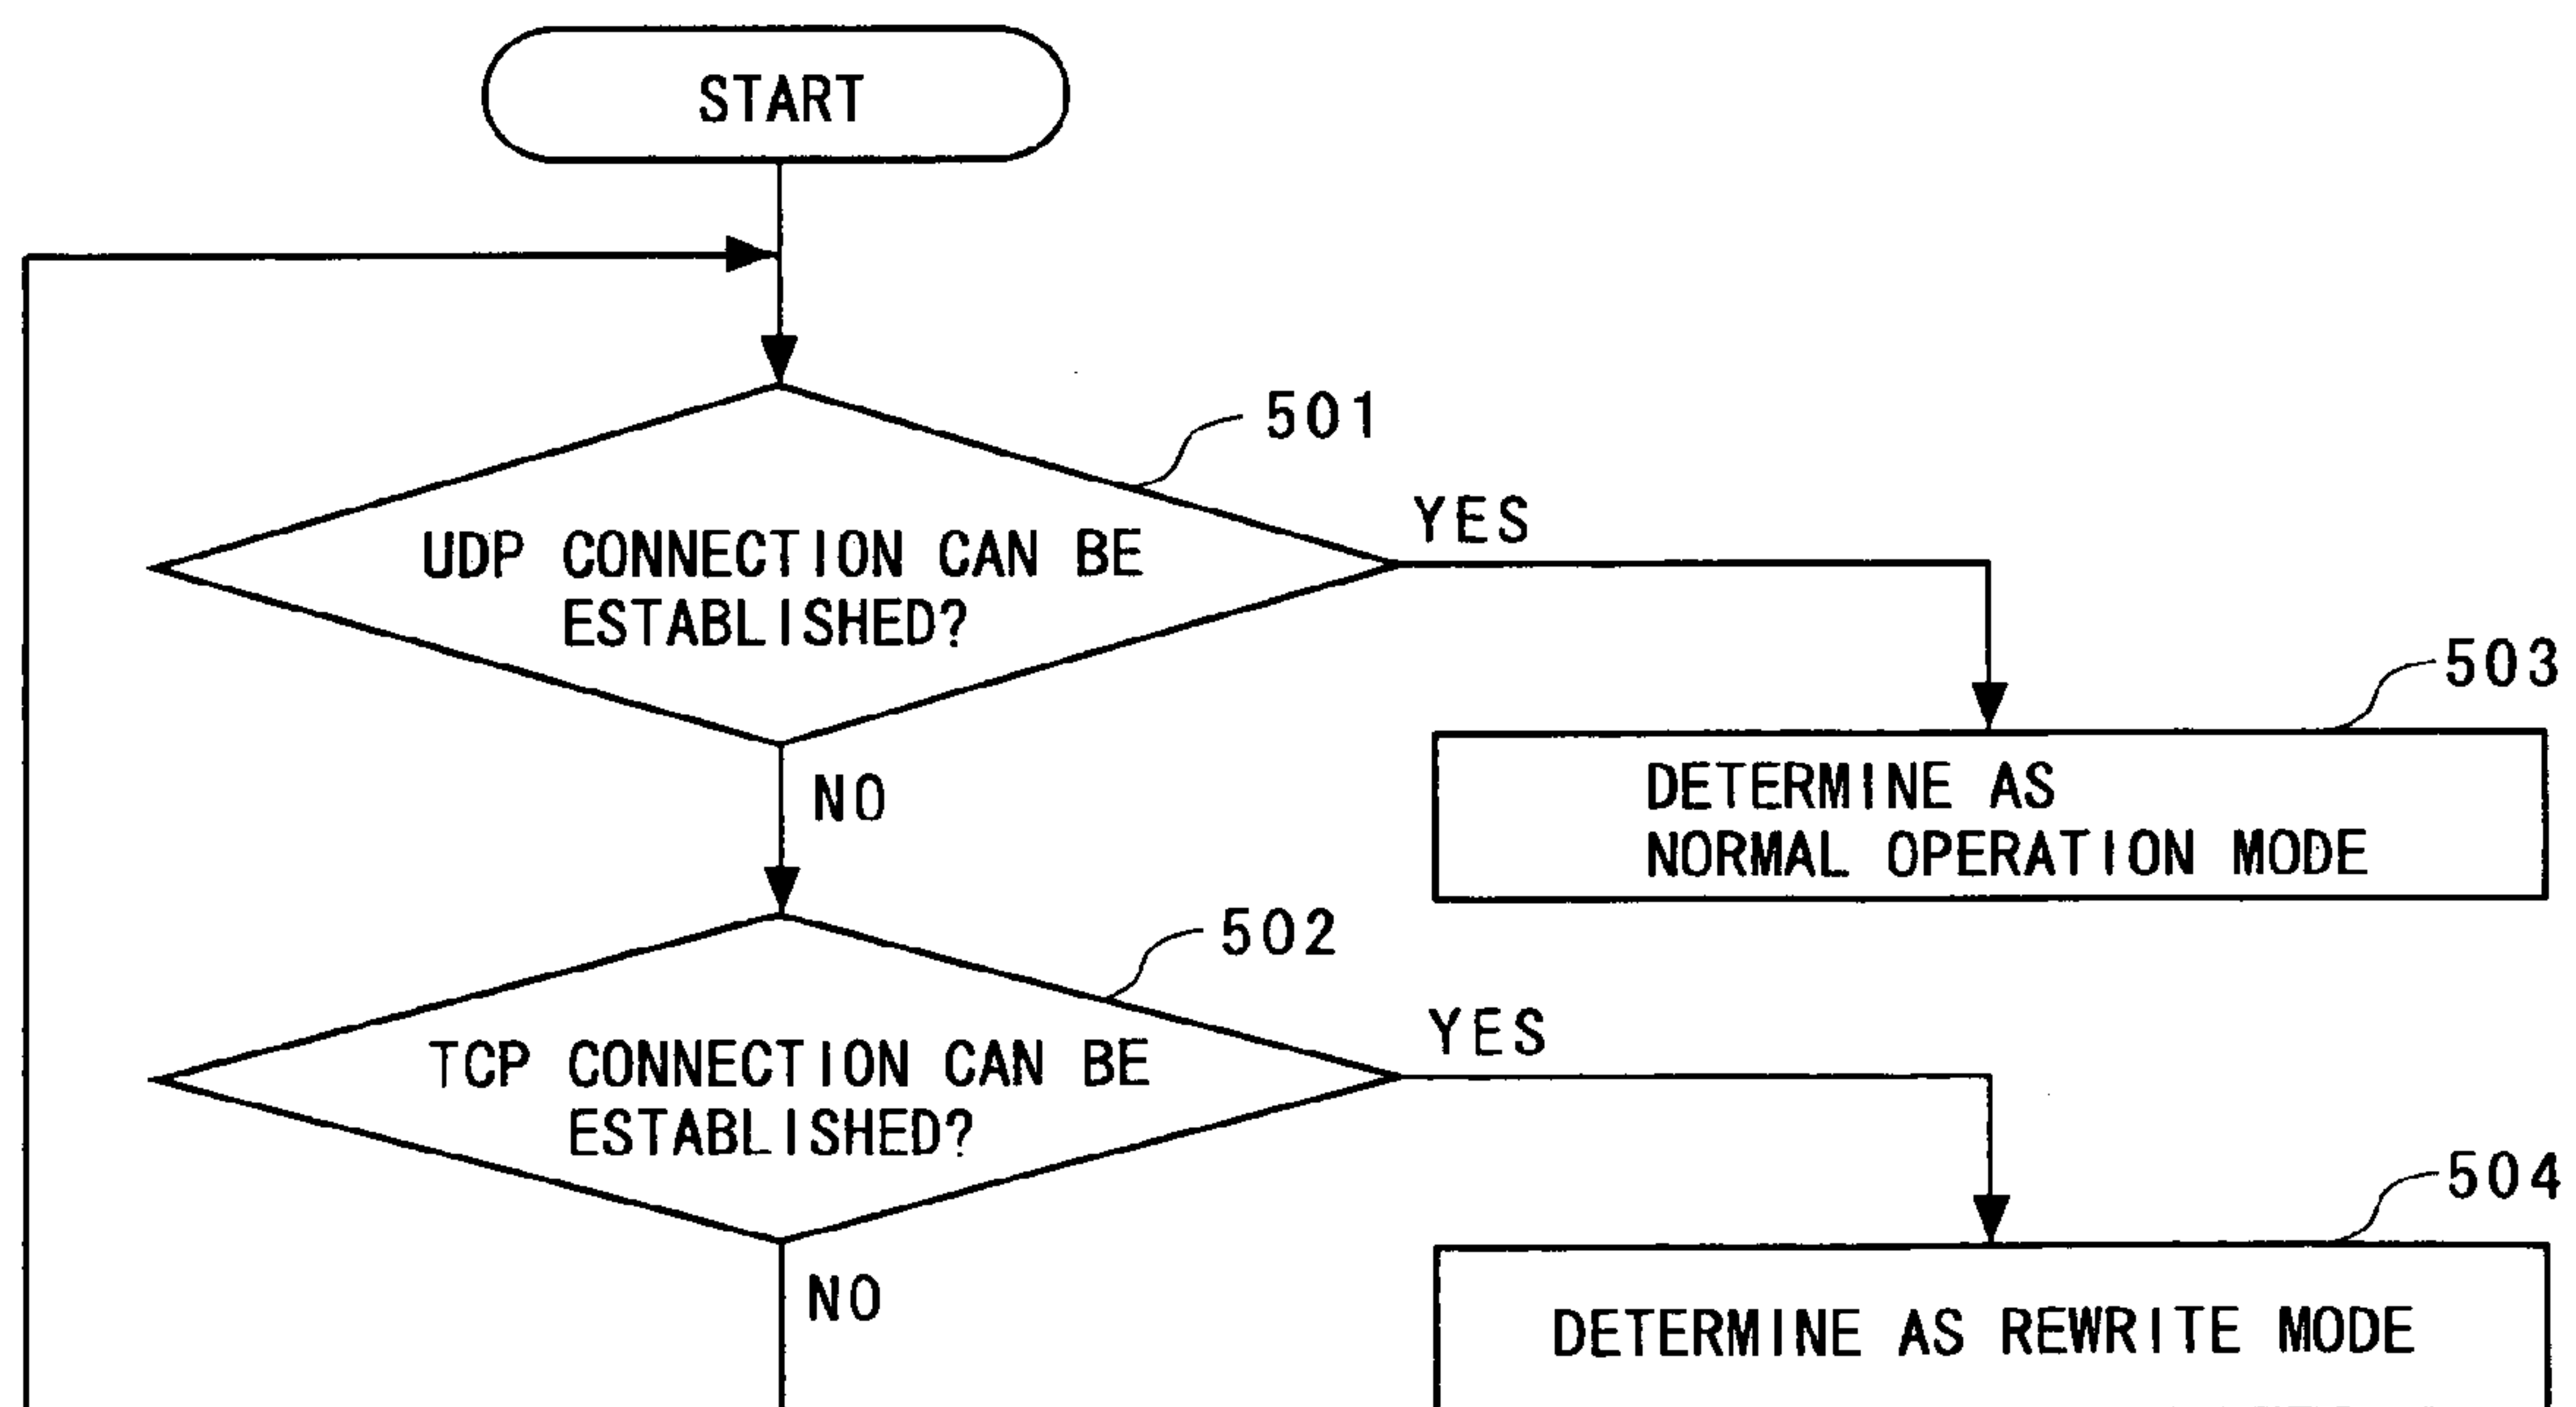 START
501
UDP CONNECTION CAN BE
ESTABLISHED?
YES
503
DETERMINE AS
NORMAL OPERATION MODE
NO
502
TCP CONNECTION CAN BE
ESTABLISHED?
YES
504
DETERMINE AS REWRITE MODE
NO